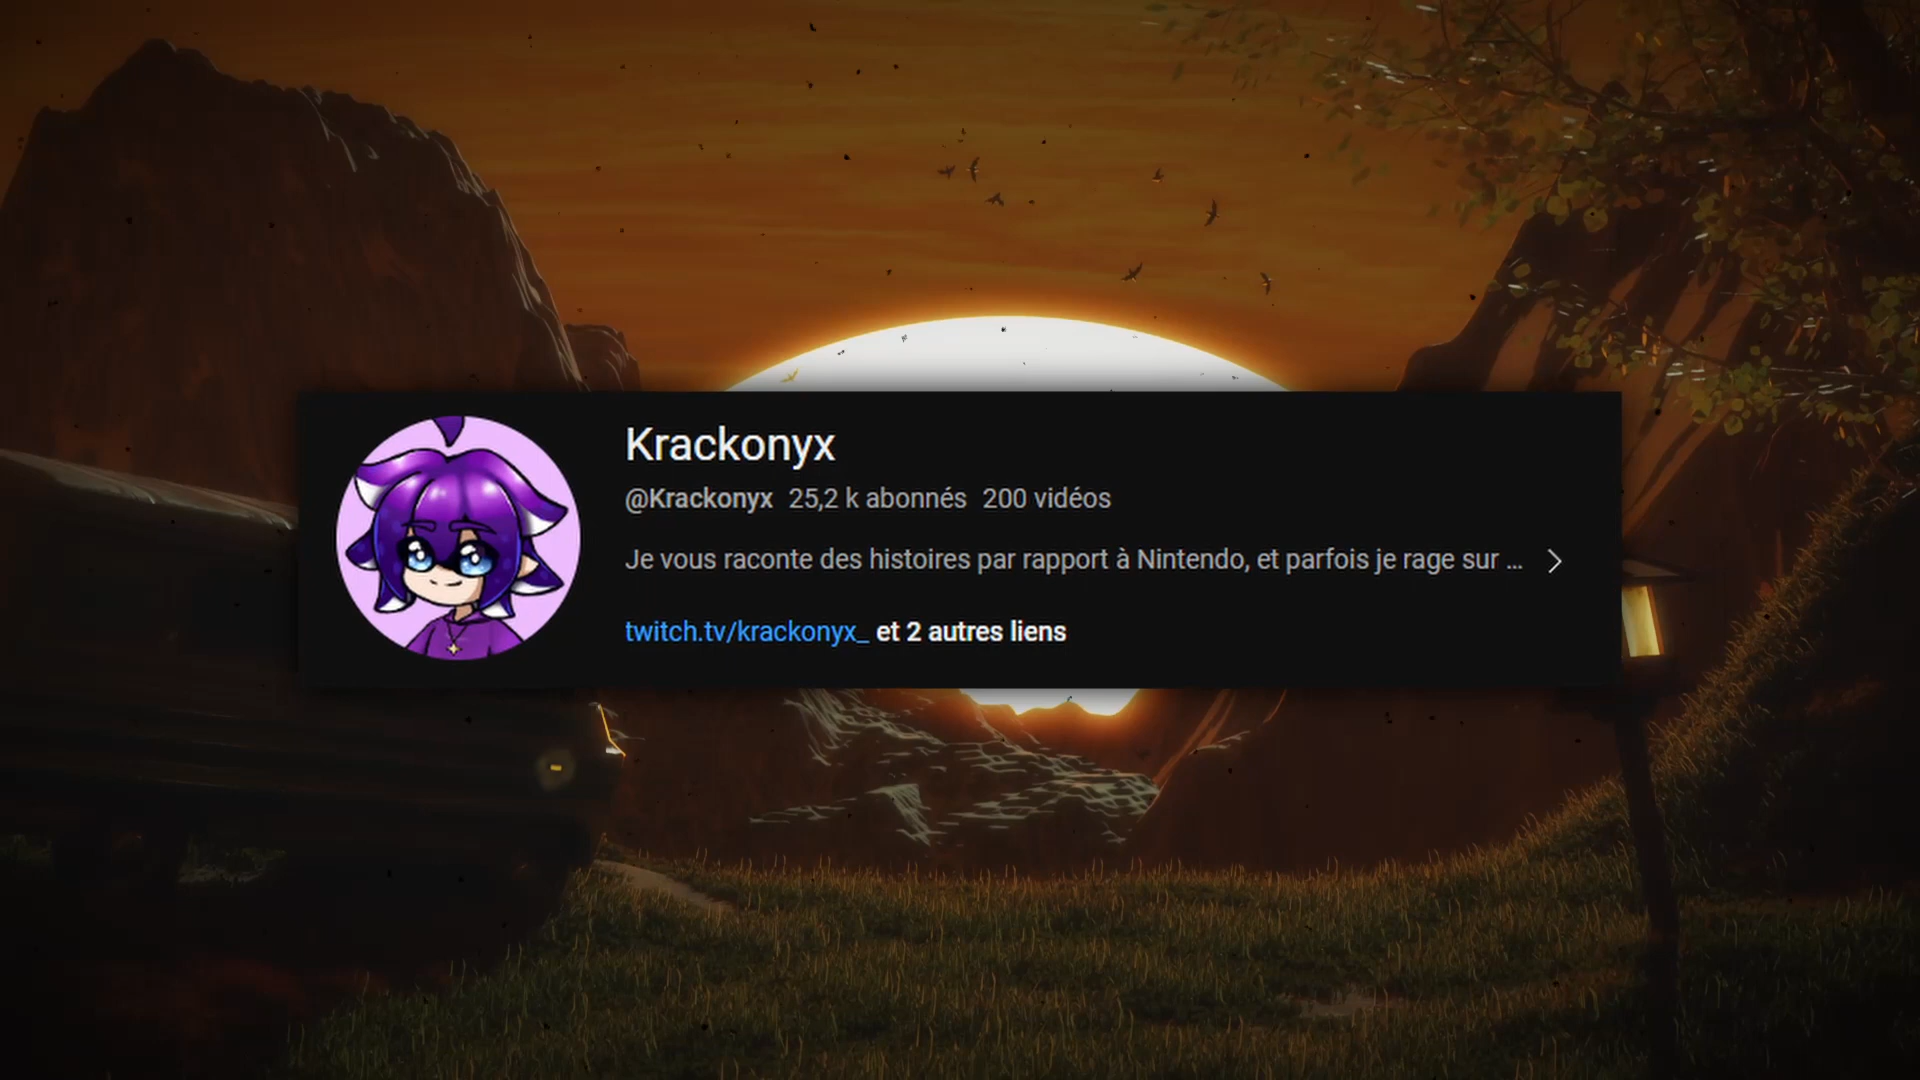 Krackonyx
@Krackonyx 25,2 k abonnés 200 vidéos
Je vous raconte des histoires par rapport à Nintendo, et parfois je rage sur ...
twitch.tv/krackonyx_ et 2 autres liens